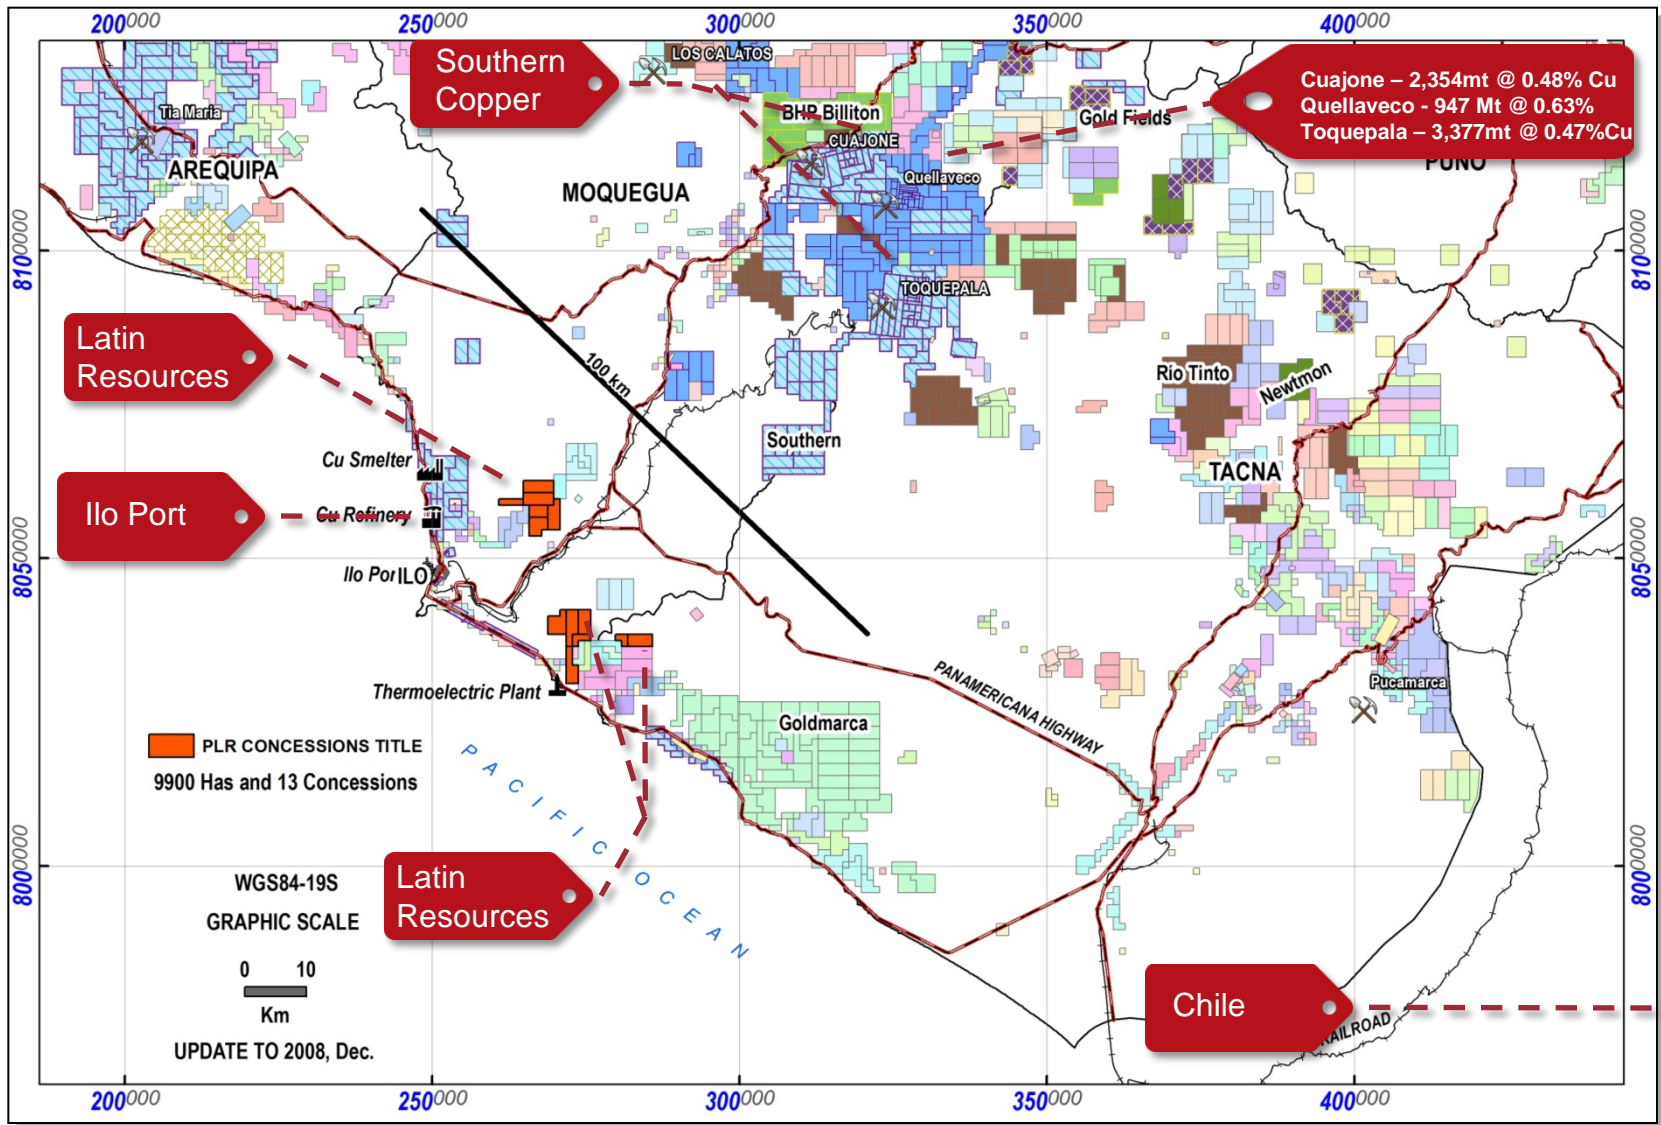 200000
250000
300000
350000
400000
Southern
Copper
LOS CALATOS
Cuajone – 2,354mt @ 0.48% Cu
Quellaveco - 947 Mt @ 0.63%
Toquepala – 3,377mt @ 0.47%Cu
Tia Maria
BHP Billiton
Gold Fields
CUAJONE
PUNO
AREQUIPA
MOQUEGUA
Quellaveco
8100000
8100000
TOQUEPALA
Latin
Resources
100 km
Río Tinto
Newtmon
Southern
Cu Smelter
TACNA
Ilo Port
Cu Refinery
8050000
8050000
Ilo Por
ILO
PANAMERICANA HIGHWAY
Pucamarca
Thermoelectric Plant
Goldmarca
PLR CONCESSIONS TITLE
9900 Has and 13 Concessions
PACIFIC OCEAN
8000000
8000000
Latin
Resources
WGS84-19S
GRAPHIC SCALE
0 10
Km
UPDATE TO 2008, Dec.
Chile
RAILROAD
200000
250000
300000
350000
400000